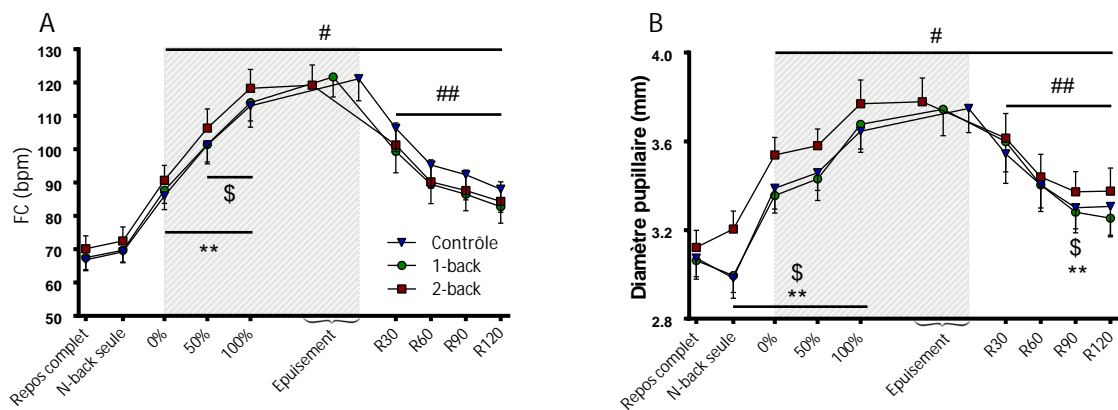 A
#
##
$
**
FC (bpm)
130
120
110
100
90
80
70
60
50
Contrôle
1-back
2-back
Repos complet
N-back seule
0%
50%
100%
Epuisement
R30
R60
R90
R120
B
#
##
$
**
$
**
Diamètre pupillaire (mm)
4.0
3.6
3.2
2.8
Repos complet
N-back seule
0%
50%
100%
Epuisement
R30
R60
R90
R120